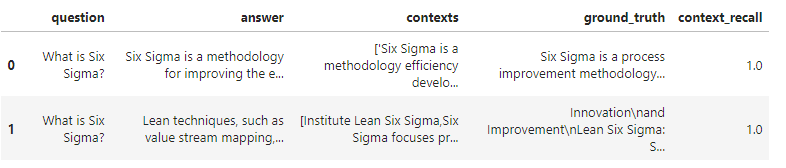 question answer contexts ground_truth context_recall
0 What is Six Sigma? Six Sigma is a methodology for improving the e... ['Six Sigma is a methodology efficiency develo... Six Sigma is a process improvement methodology... 1.0
1 What is Six Sigma? Lean techniques, such as value stream mapping,... [Institute Lean Six Sigma,Six Sigma focuses pr... Innovation\nand Improvement\nLean Six Sigma: S... 1.0